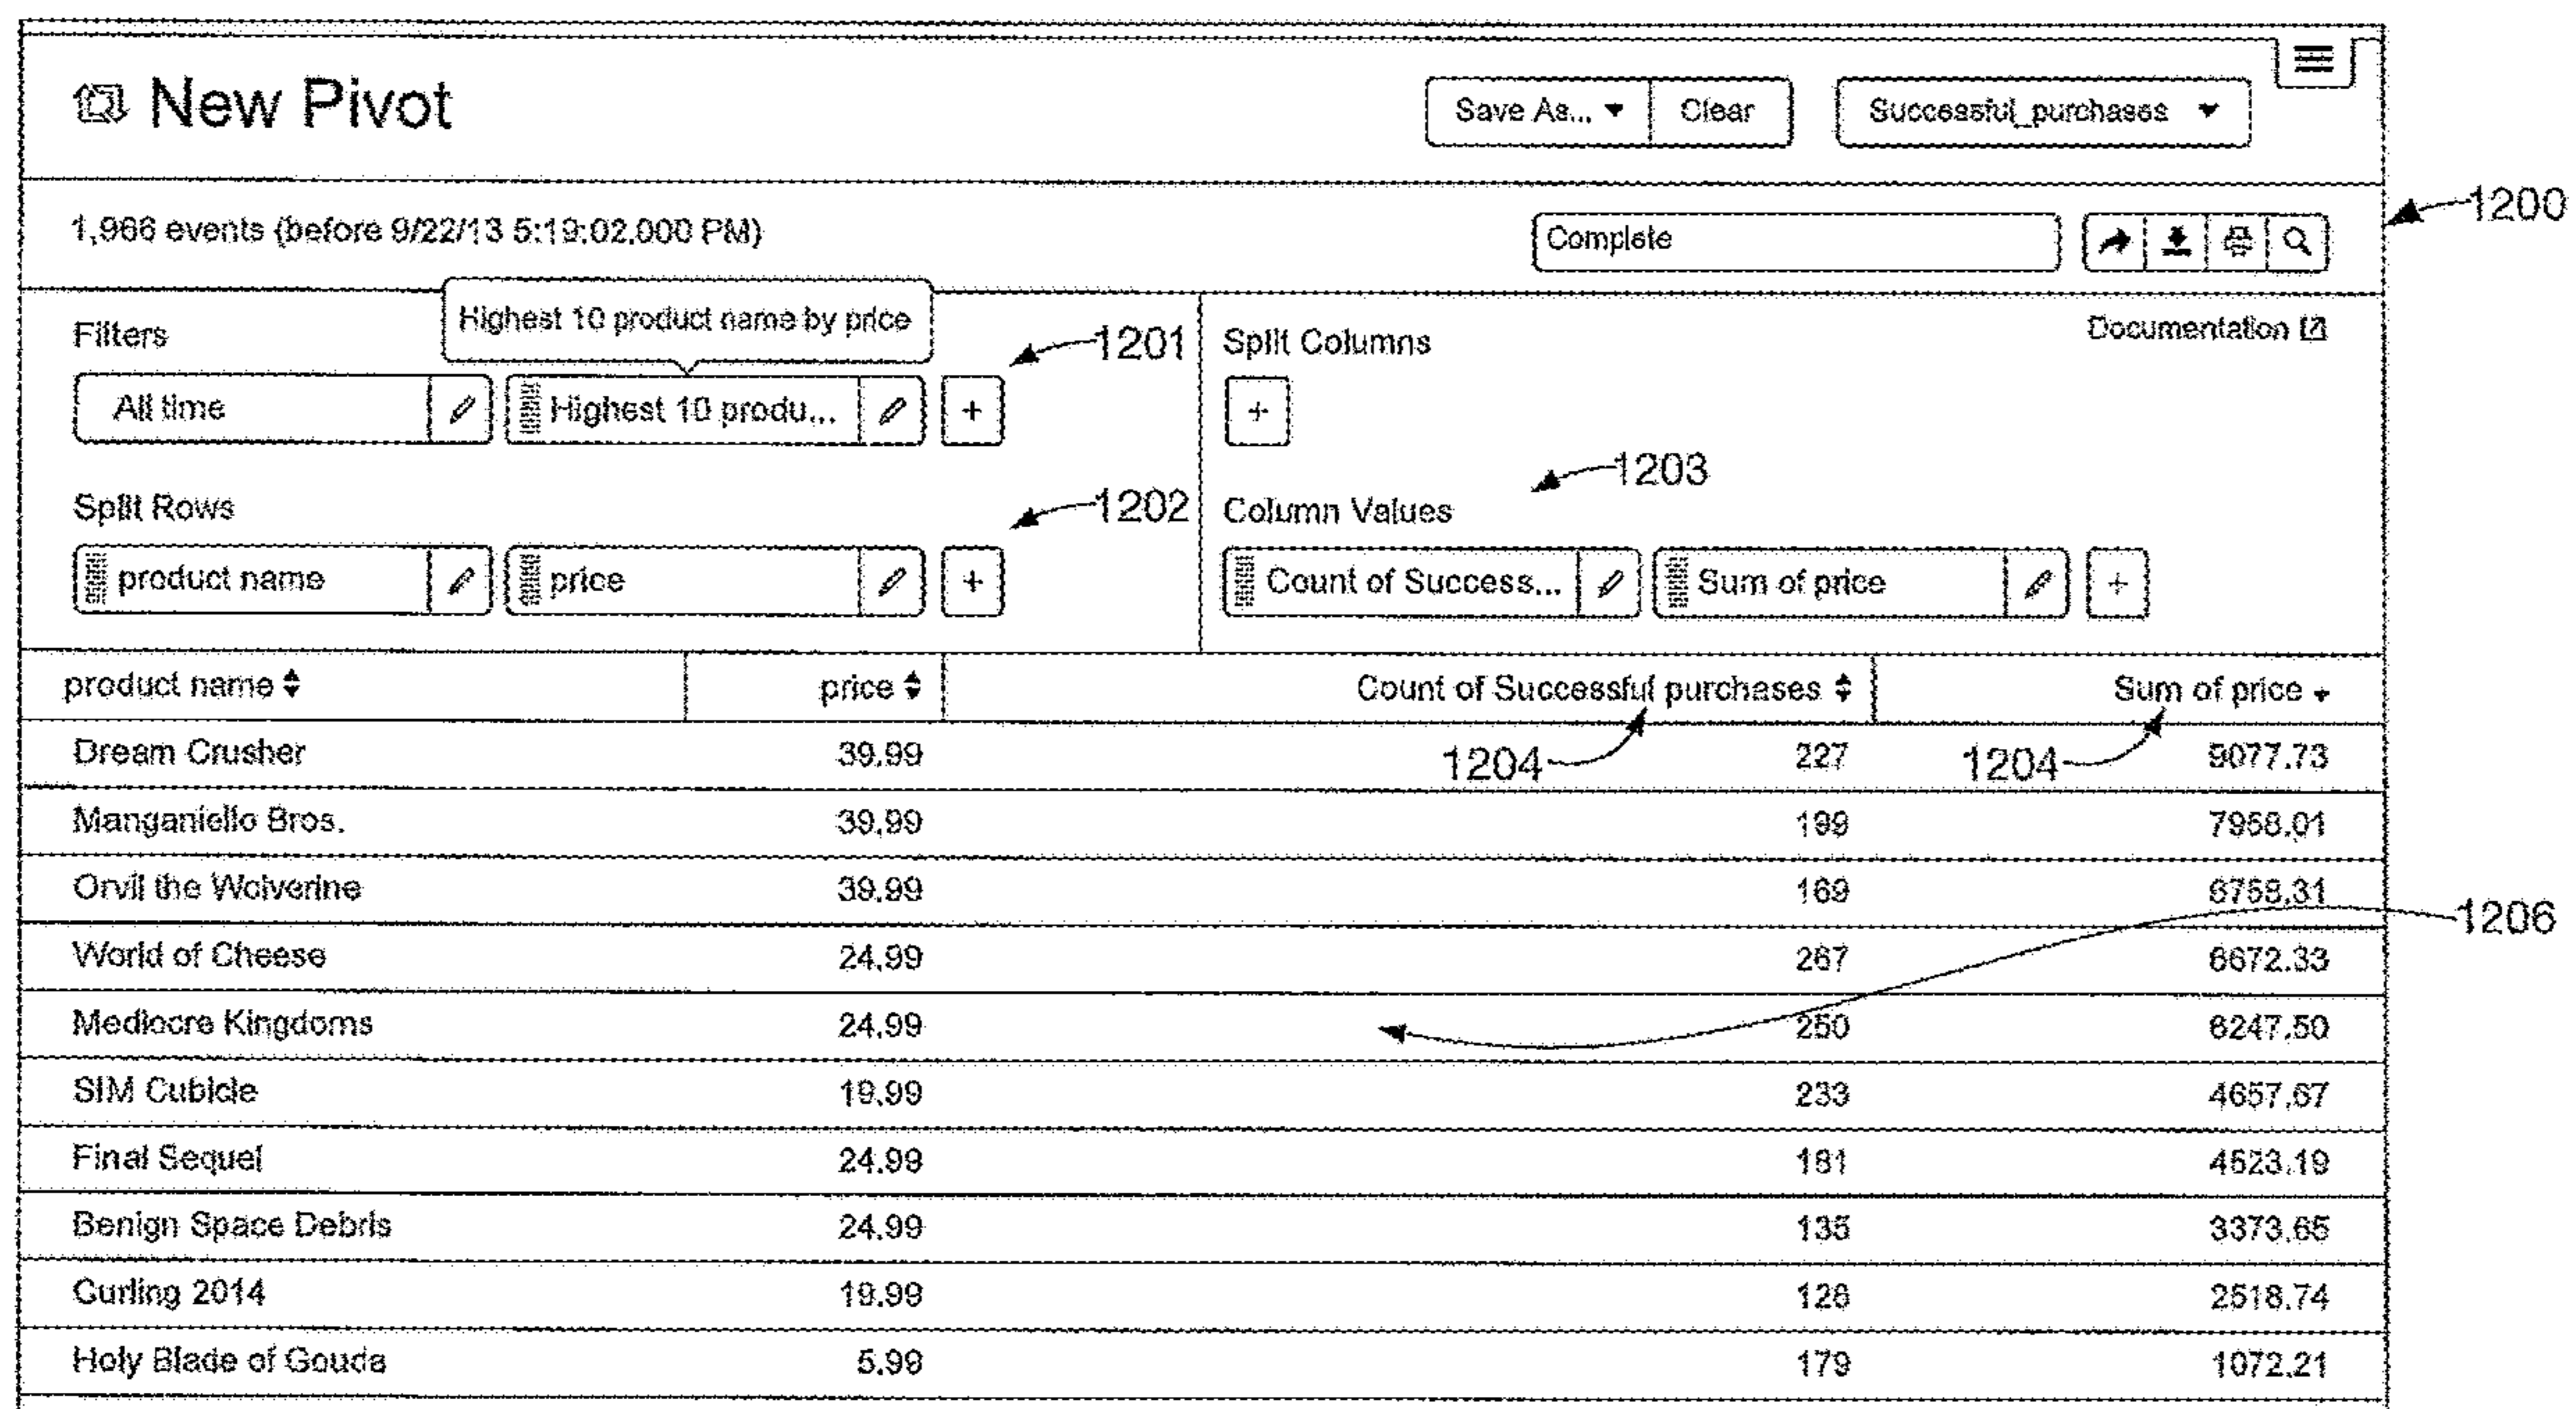 New Pivot
Save As... Clear Successful_purchases
1,966 events (before 9/22/13 5:19:02.000 PM)
Complete
1200
Filters
Highest 10 product name by price
1201
All time
Highest 10 produ...
+
Split Columns
Documentation
+
1203
Split Rows
1202
product name
price
+
Column Values
Count of Success...
Sum of price
+
product name price Count of Successful purchases Sum of price
Dream Crusher 39.99 1204 227 1204 9077.73
Manganiello Bros. 39.99 199 7958.01
Orvil the Wolverine 39.99 169 6758.31
1206
World of Cheese 24.99 267 6672.33
Mediocre Kingdoms 24.99 250 6247.50
SIM Cubicle 19.99 233 4657.67
Final Sequel 24.99 181 4523.19
Benign Space Debris 24.99 135 3373.65
Curling 2014 19.99 126 2518.74
Holy Blade of Gouda 5.99 179 1072.21